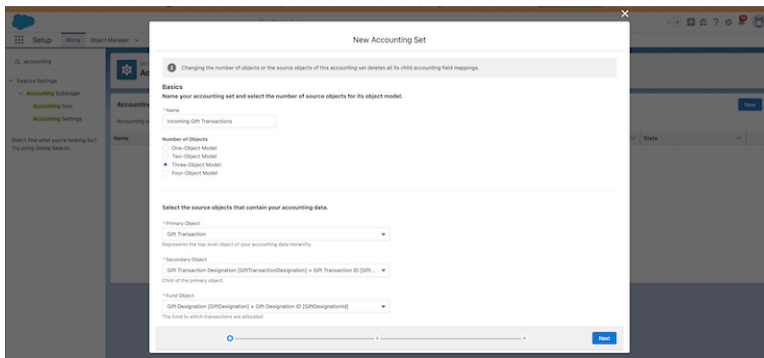 New Accounting Set
Setup
Home
Object Manager
accounting
Changing the number of objects or the source objects of this accounting set deletes all its child accounting field mappings.
Feature Settings
Basics
Name your accounting set and select the number of source objects for its object model.
Accounting Subledger
Accounting Sets
Accounting Settings
New
*Name
Incoming Gift Transactions
Didn't find what you're looking for?
Try using Global Search.
Name
State
Number of Objects
One-Object Model
Two-Object Model
Three-Object Model
Four-Object Model
Select the source objects that contain your accounting data.
*Primary Object
Gift Transaction
Represents the top-level object of your accounting data hierarchy.
*Secondary Object
Gift Transaction Designation [GiftTransactionDesignation] » Gift Transaction ID [Gift...
Child of the primary object.
*Fund Object
Gift Designation [GiftDesignation] » Gift Designation ID [GiftDesignationId]
The fund to which transactions are allocated.
Next